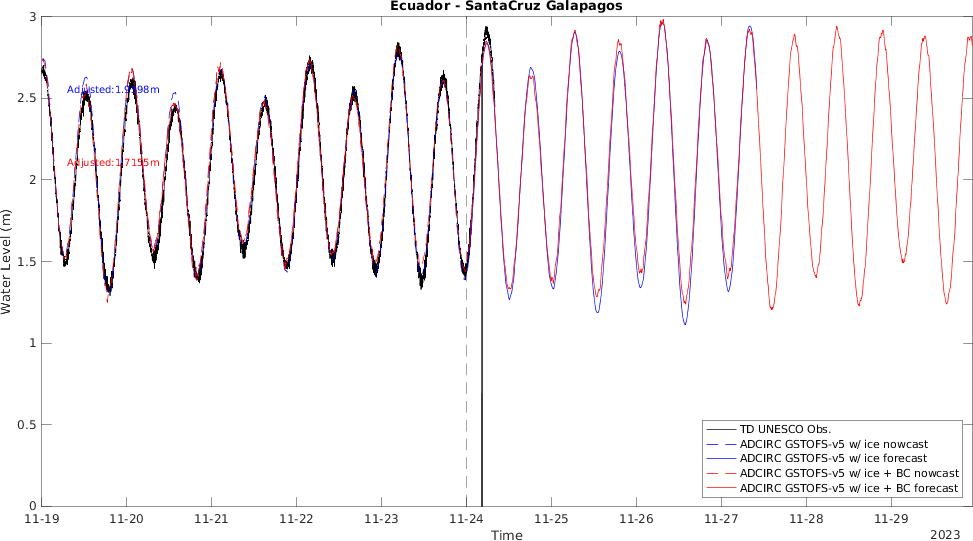 Ecuador - SantaCruz Galapagos
3
2.5
2
1.5
1
0.5
0
Water Level (m)
Adjusted:1.7155m
TD UNESCO Obs.
ADCIRC GSTOFS-v5 w/ ice nowcast
ADCIRC GSTOFS-v5 w/ ice forecast
ADCIRC GSTOFS-v5 w/ ice + BC nowcast
ADCIRC GSTOFS-v5 w/ ice + BC forecast
11-19 11-20 11-21 11-22 11-23 11-24 11-25 11-26 11-27 11-28 11-29
Time
2023